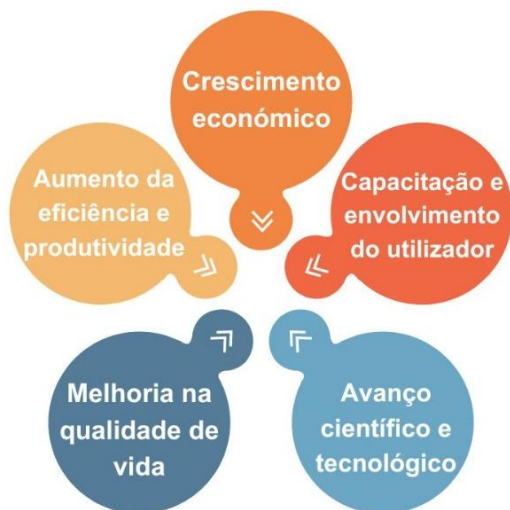 Crescimento
económico
Aumento da
eficiência e
produtividade
Capacitação e
envolvimento
do utilizador
Melhoria na
qualidade de
vida
Avanço
científico e
tecnológico